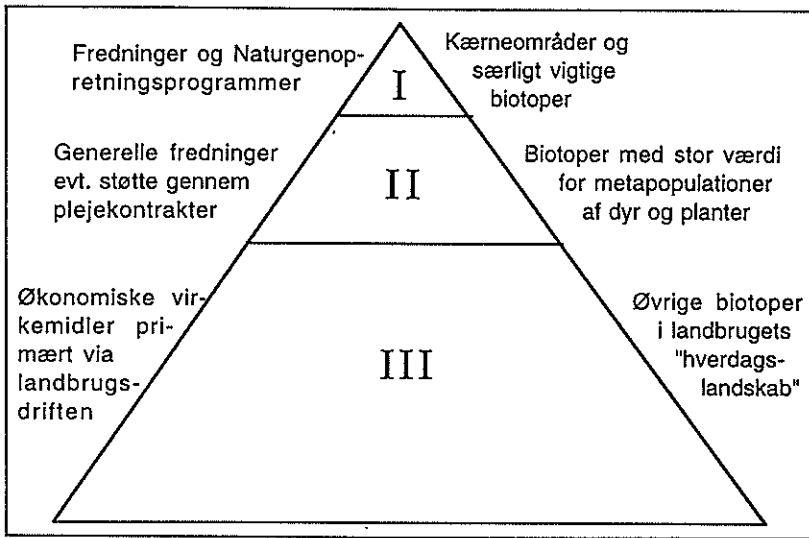 Fredninger og Naturgenop-
retningsprogrammer
I
Kærneområder og
særligt vigtige
biotoper
Generelle fredninger
evt. støtte gennem
plejekontrakter
II
Biotoper med stor værdi
for metapopulationer
af dyr og planter
Økonomiske vir-
kemidler pri-
mært via
landbrugs-
driften
III
Øvrige biotoper
i landbrugets
"hverdags-
landskab"